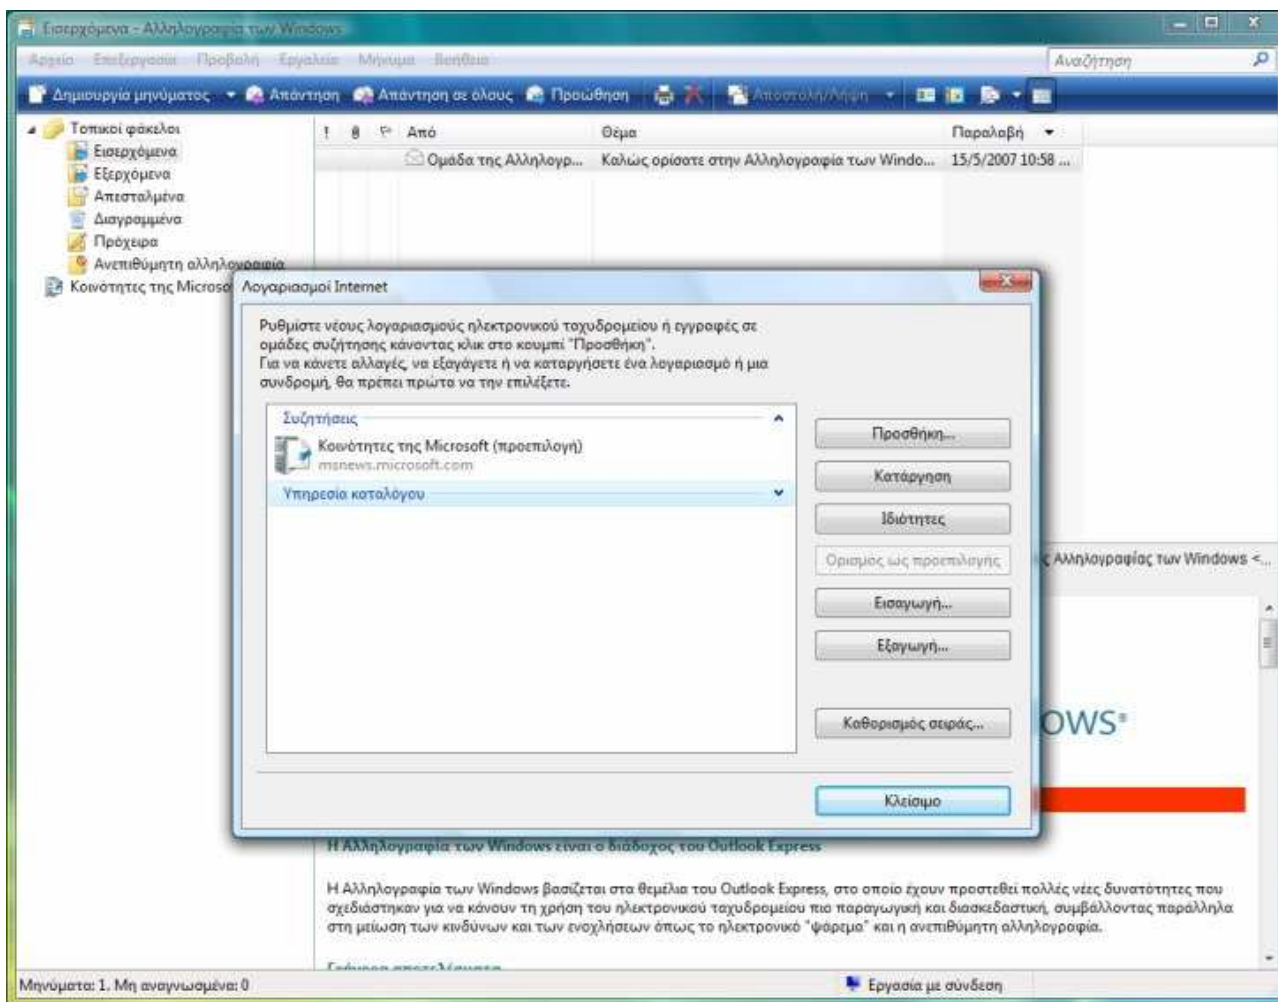 Εισερχόμενα - Αλληλογραφία των Windows
Αρχείο Επεξεργασία Προβολή Εργαλεία Μήνυμα Βοήθεια
Αναζήτηση
Δημιουργία μηνύματος Απάντηση Απάντηση σε όλους Προώθηση Αποστολή/Λήψη
Τοπικοί φάκελοι
Εισερχόμενα
Εξερχόμενα
Απεσταλμένα
Διαγραμμένα
Πρόχειρα
Ανεπιθύμητη αλληλογραφία
Κοινότητες της Microso
! Από Θέμα Παραλαβή
Ομάδα της Αλληλογρ... Καλώς ορίσατε στην Αλληλογραφία των Windo... 15/5/2007 10:58 ...
Λογαριασμοί Internet
Ρυθμίστε νέους λογαριασμούς ηλεκτρονικού ταχυδρομείου ή εγγραφές σε
ομάδες συζήτησης κάνοντας κλικ στο κουμπί "Προσθήκη".
Για να κάνετε αλλαγές, να εξαγάγετε ή να καταργήσετε ένα λογαριασμό ή μια
συνδρομή, θα πρέπει πρώτα να την επιλέξετε.
Συζητήσεις
Κοινότητες της Microsoft (προεπιλογή)
msnews.microsoft.com
Υπηρεσία καταλόγου
Προσθήκη...
Κατάργηση
Ιδιότητες
Ορισμός ως προεπιλογής
Εισαγωγή...
Εξαγωγή...
Καθορισμός σειράς...
Κλείσιμο
ς Αλληλογραφίας των Windows <...
OWS®
Η Αλληλογραφία των Windows είναι ο διάδοχος του Outlook Express
Η Αλληλογραφία των Windows βασίζεται στα θεμέλια του Outlook Express, στο οποίο έχουν προστεθεί πολλές νέες δυνατότητες που
σχεδιάστηκαν για να κάνουν τη χρήση του ηλεκτρονικού ταχυδρομείου πιο παραγωγική και διασκεδαστική, συμβάλλοντας παράλληλα
στη μείωση των κινδύνων και των ενοχλήσεων όπως το ηλεκτρονικό "ψάρεμα" και η ανεπιθύμητη αλληλογραφία.
Γρήγορα αποτελέσματα
Μηνύματα: 1, Μη αναγνωσμένα: 0
Εργασία με σύνδεση